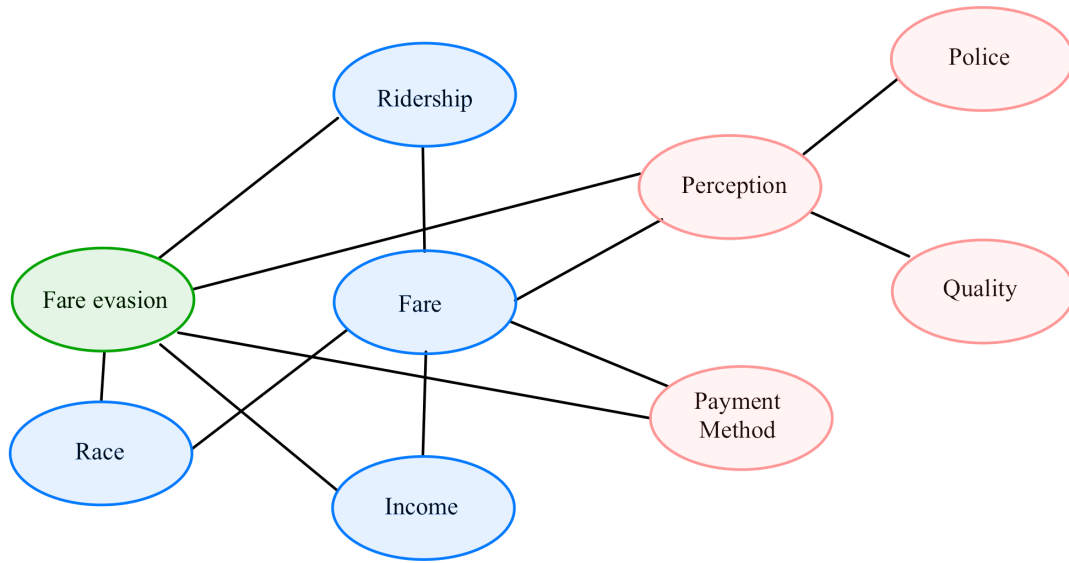 Police
Ridership
Perception
Fare evasion
Fare
Quality
Payment
Method
Race
Income